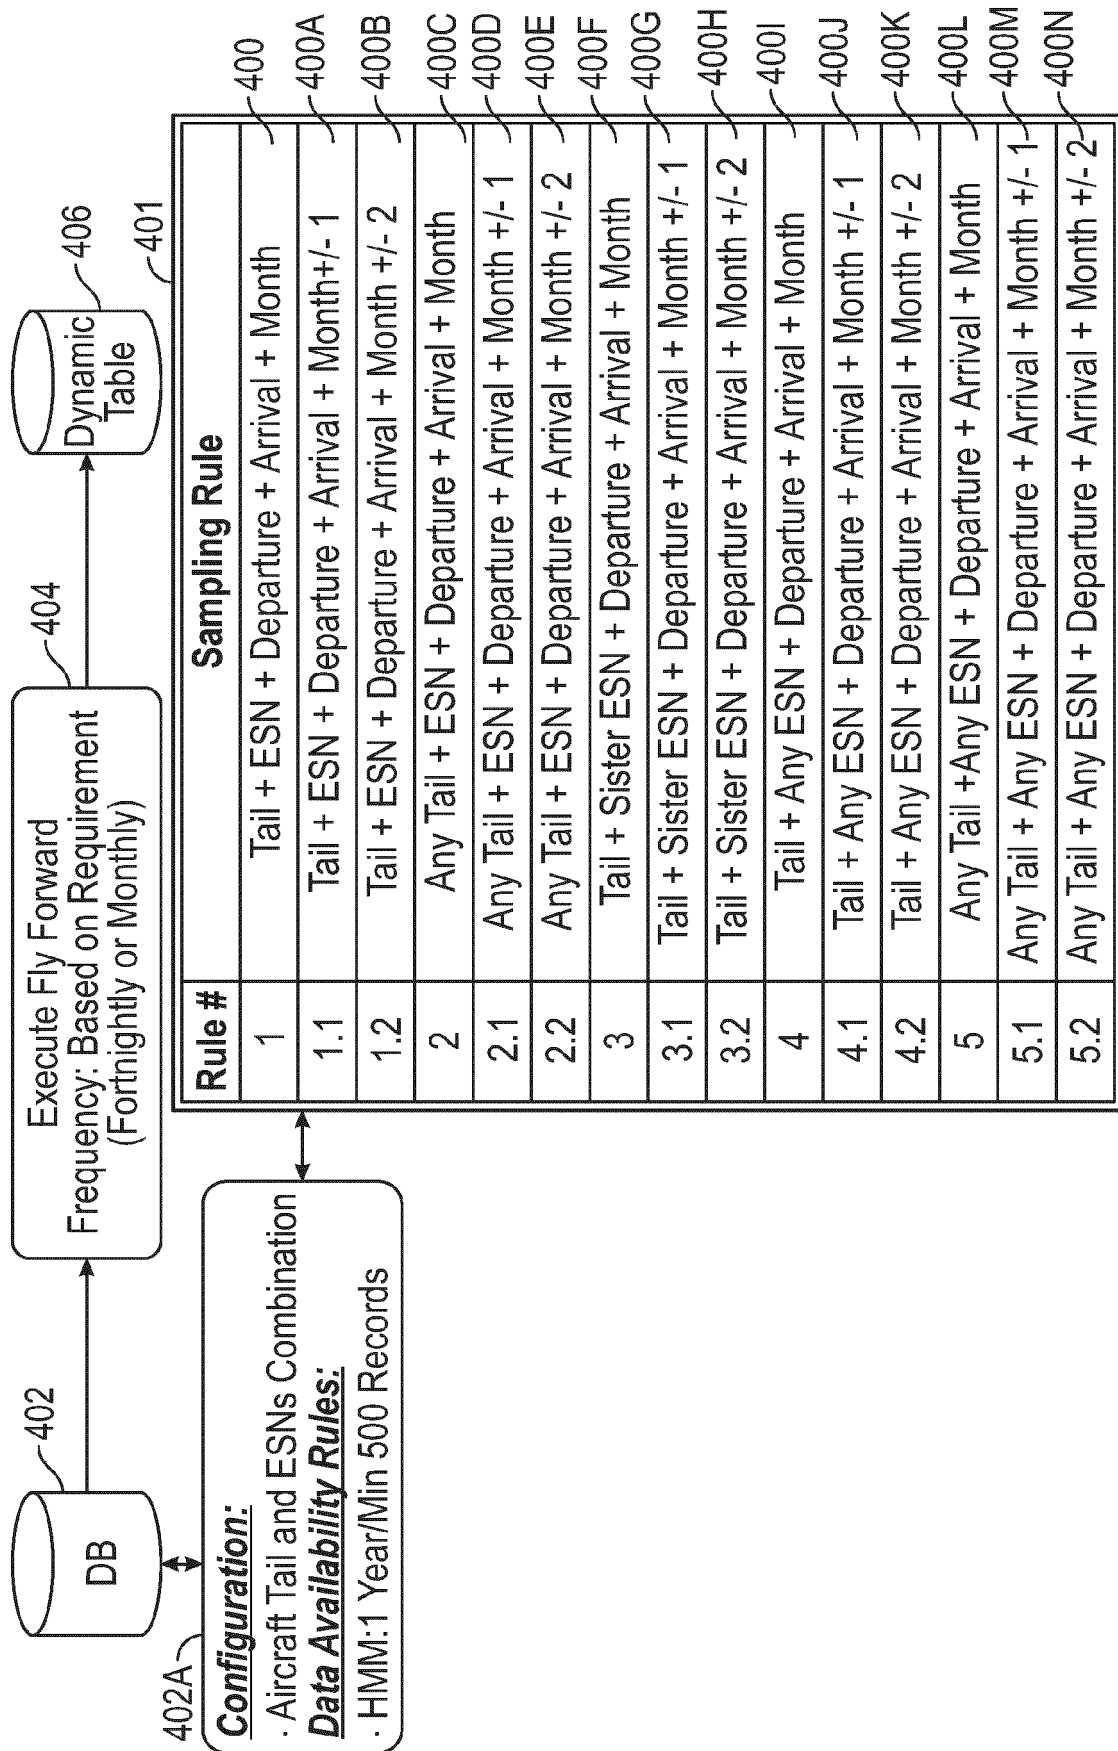 402
DB
404
Execute Fly Forward
Frequency: Based on Requirement
(Fortnightly or Monthly)
406
Dynamic
Table
402A
Configuration:
· Aircraft Tail and ESNs Combination
Data Availability Rules:
· HMM:1 Year/Min 500 Records
401
Rule # Sampling Rule
1 Tail + ESN + Departure + Arrival + Month 400
1.1 Tail + ESN + Departure + Arrival + Month+/- 1 400A
1.2 Tail + ESN + Departure + Arrival + Month +/- 2 400B
2 Any Tail + ESN + Departure + Arrival + Month 400C
2.1 Any Tail + ESN + Departure + Arrival + Month +/- 1 400D
2.2 Any Tail + ESN + Departure + Arrival + Month +/- 2 400E
3 Tail + Sister ESN + Departure + Arrival + Month 400F
3.1 Tail + Sister ESN + Departure + Arrival + Month +/- 1 400G
3.2 Tail + Sister ESN + Departure + Arrival + Month +/- 2 400H
4 Tail + Any ESN + Departure + Arrival + Month 400I
4.1 Tail + Any ESN + Departure + Arrival + Month +/- 1 400J
4.2 Tail + Any ESN + Departure + Arrival + Month +/- 2 400K
5 Any Tail +Any ESN + Departure + Arrival + Month 400L
5.1 Any Tail + Any ESN + Departure + Arrival + Month +/- 1 400M
5.2 Any Tail + Any ESN + Departure + Arrival + Month +/- 2 400N